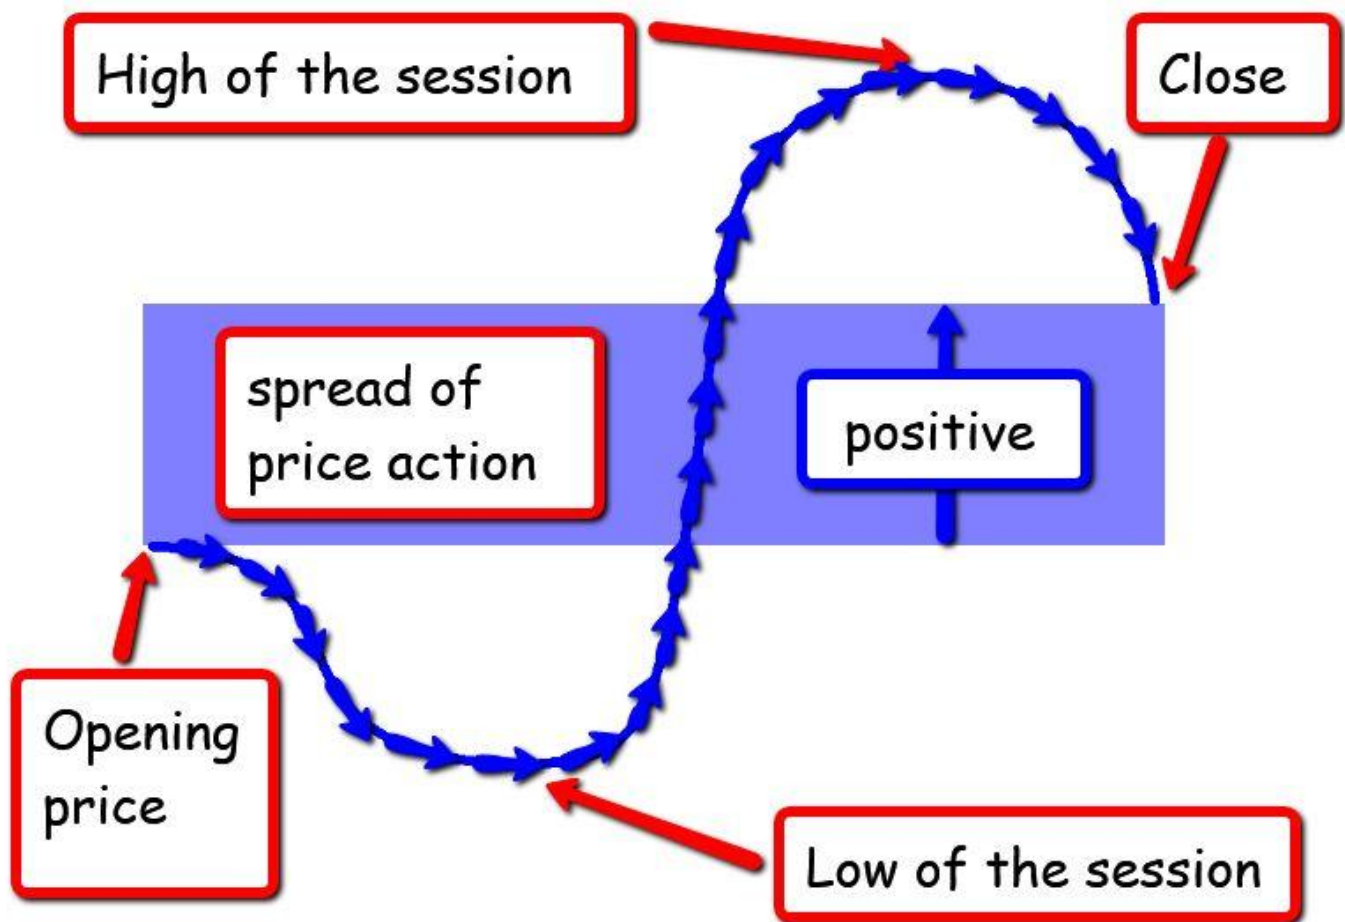 High of the session
Close
spread of
price action
positive
Opening
price
Low of the session